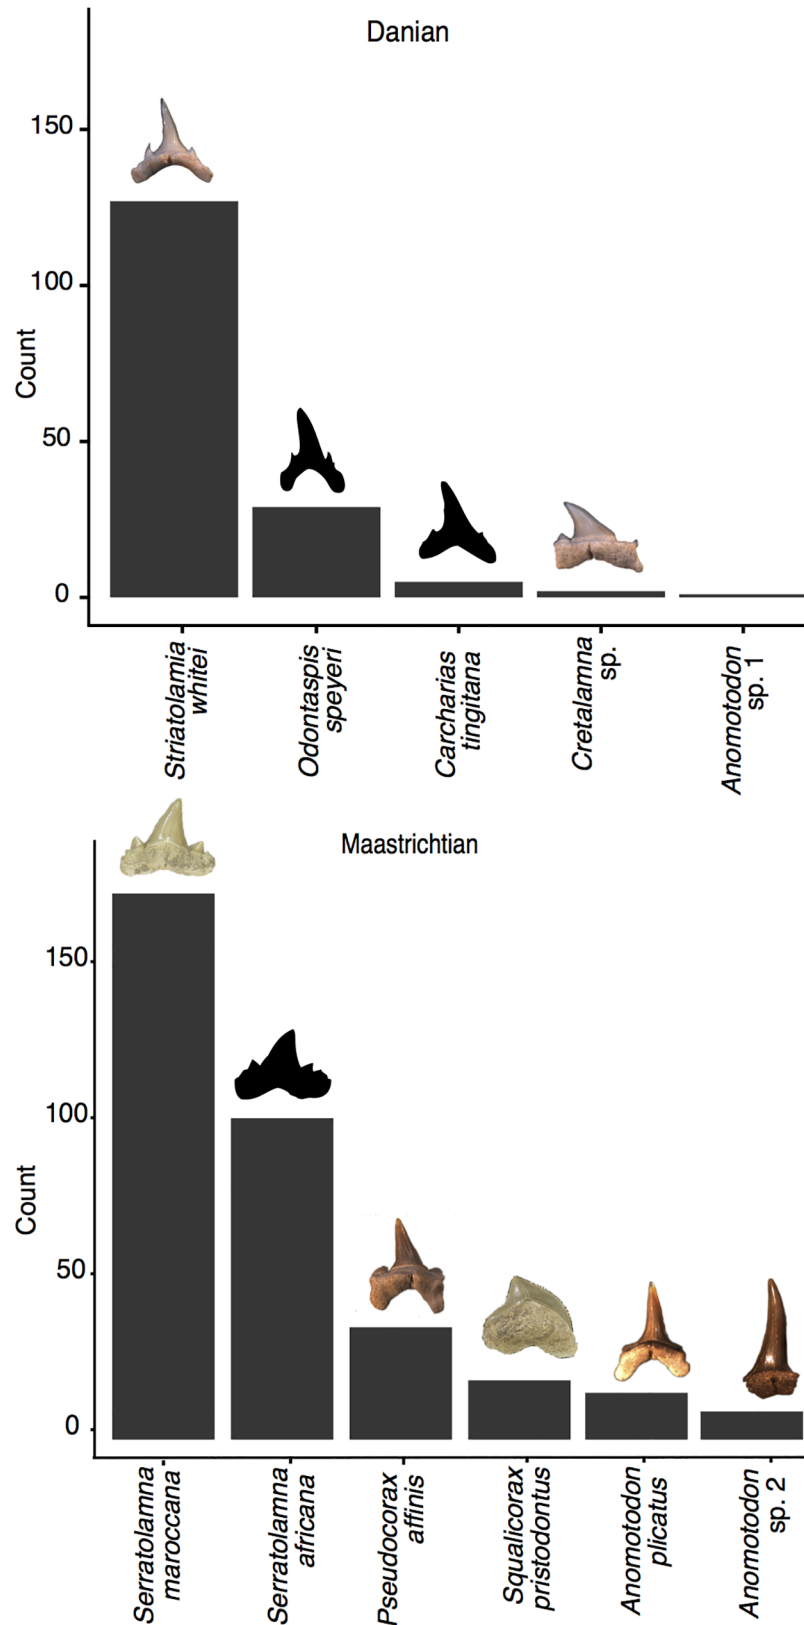 Danian
150
100
50
0
Count
Striatolamia
whitei
Odontaspis
speyeri
Carcharias
tingitana
Cretalamna
sp.
Anomotodon
sp. 1
Maastrichtian
150
100
50
0
Count
Serratolamna
maroccana
Serratolamna
africana
Pseudocorax
affinis
Squalicorax
pristodontus
Anomotodon
plicatus
Anomotodon
sp. 2